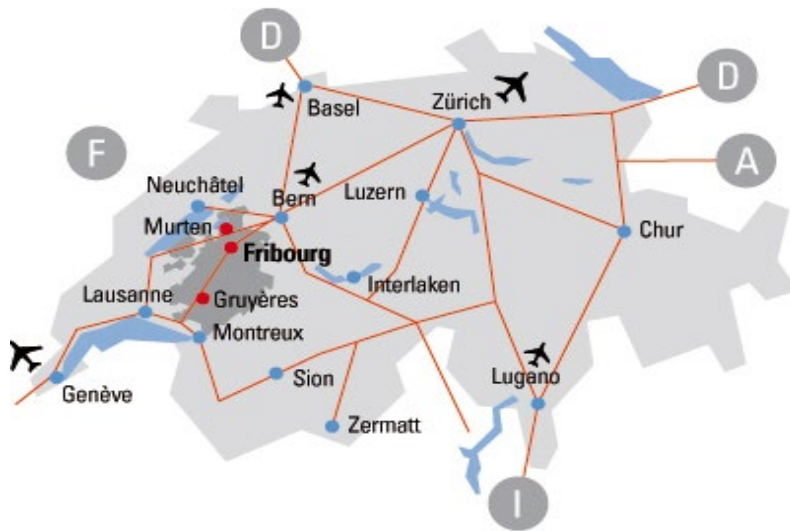 D
Basel
Zürich
D
F
A
Neuchâtel
Bern
Luzern
Murten
Fribourg
Chur
Interlaken
Lausanne
Gruyères
Montreux
Genève
Sion
Lugano
Zermatt
I